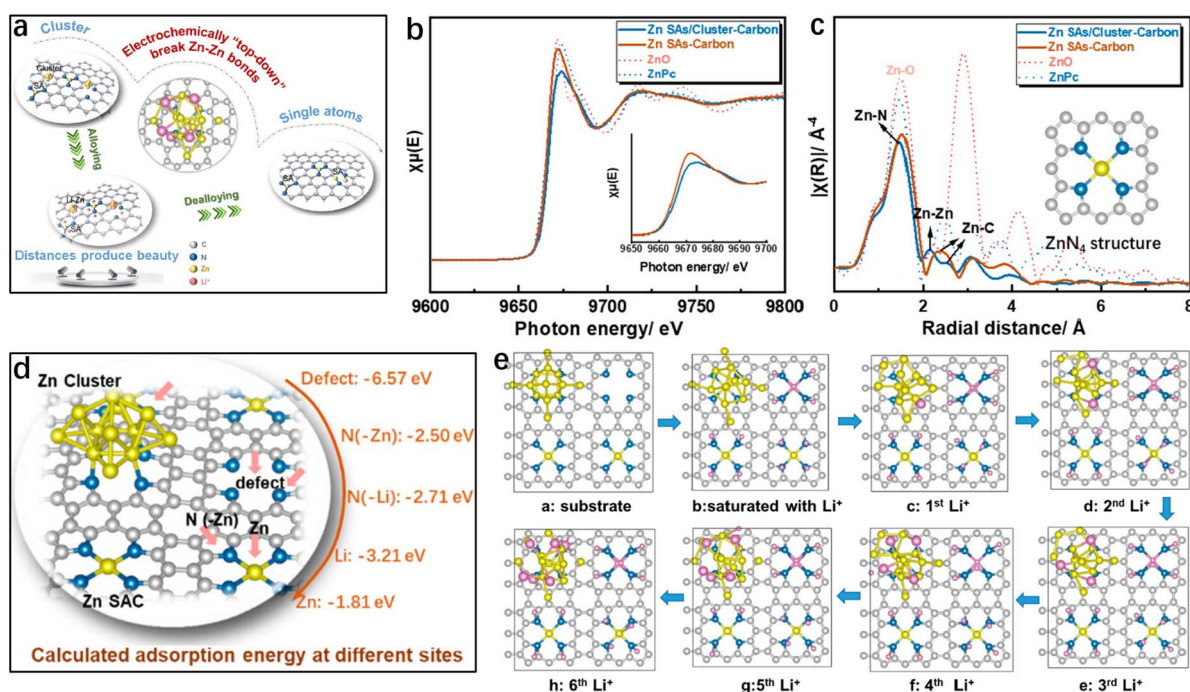 a
Cluster
Electrochemically "top-down"
break Zn-Zn bonds
Cluster
SA
Single atoms
Alloying
SA
SA
Li-Zn
SA
Dealloying
Distances produce beauty
C
N
Zn
Li⁺
b
Zn SAs/Cluster-Carbon
Zn SAs-Carbon
ZnO
ZnPc
χμ(E)
χμ(E)
9650 9660 9670 9680 9690 9700
Photon energy/ eV
9600 9650 9700 9750 9800
Photon energy/ eV
c
Zn SAs/Cluster-Carbon
Zn SAs-Carbon
ZnO
ZnPc
Zn-O
Zn-N
Zn-Zn
Zn-C
ZnN₄ structure
|χ(R)|/ Å⁻⁴
0 2 4 6 8
Radial distance/ Å
d
Zn Cluster
Defect: -6.57 eV
N(-Zn): -2.50 eV
defect
N(-Li): -2.71 eV
N (-Zn)
Zn
Li: -3.21 eV
Zn SAC
Zn: -1.81 eV
Calculated adsorption energy at different sites
e
a: substrate
b:saturated with Li⁺
c: 1ˢᵗ Li⁺
d: 2ⁿᵈ Li⁺
h: 6ᵗʰ Li⁺
g:5ᵗʰ Li⁺
f: 4ᵗʰ Li⁺
e: 3ʳᵈ Li⁺